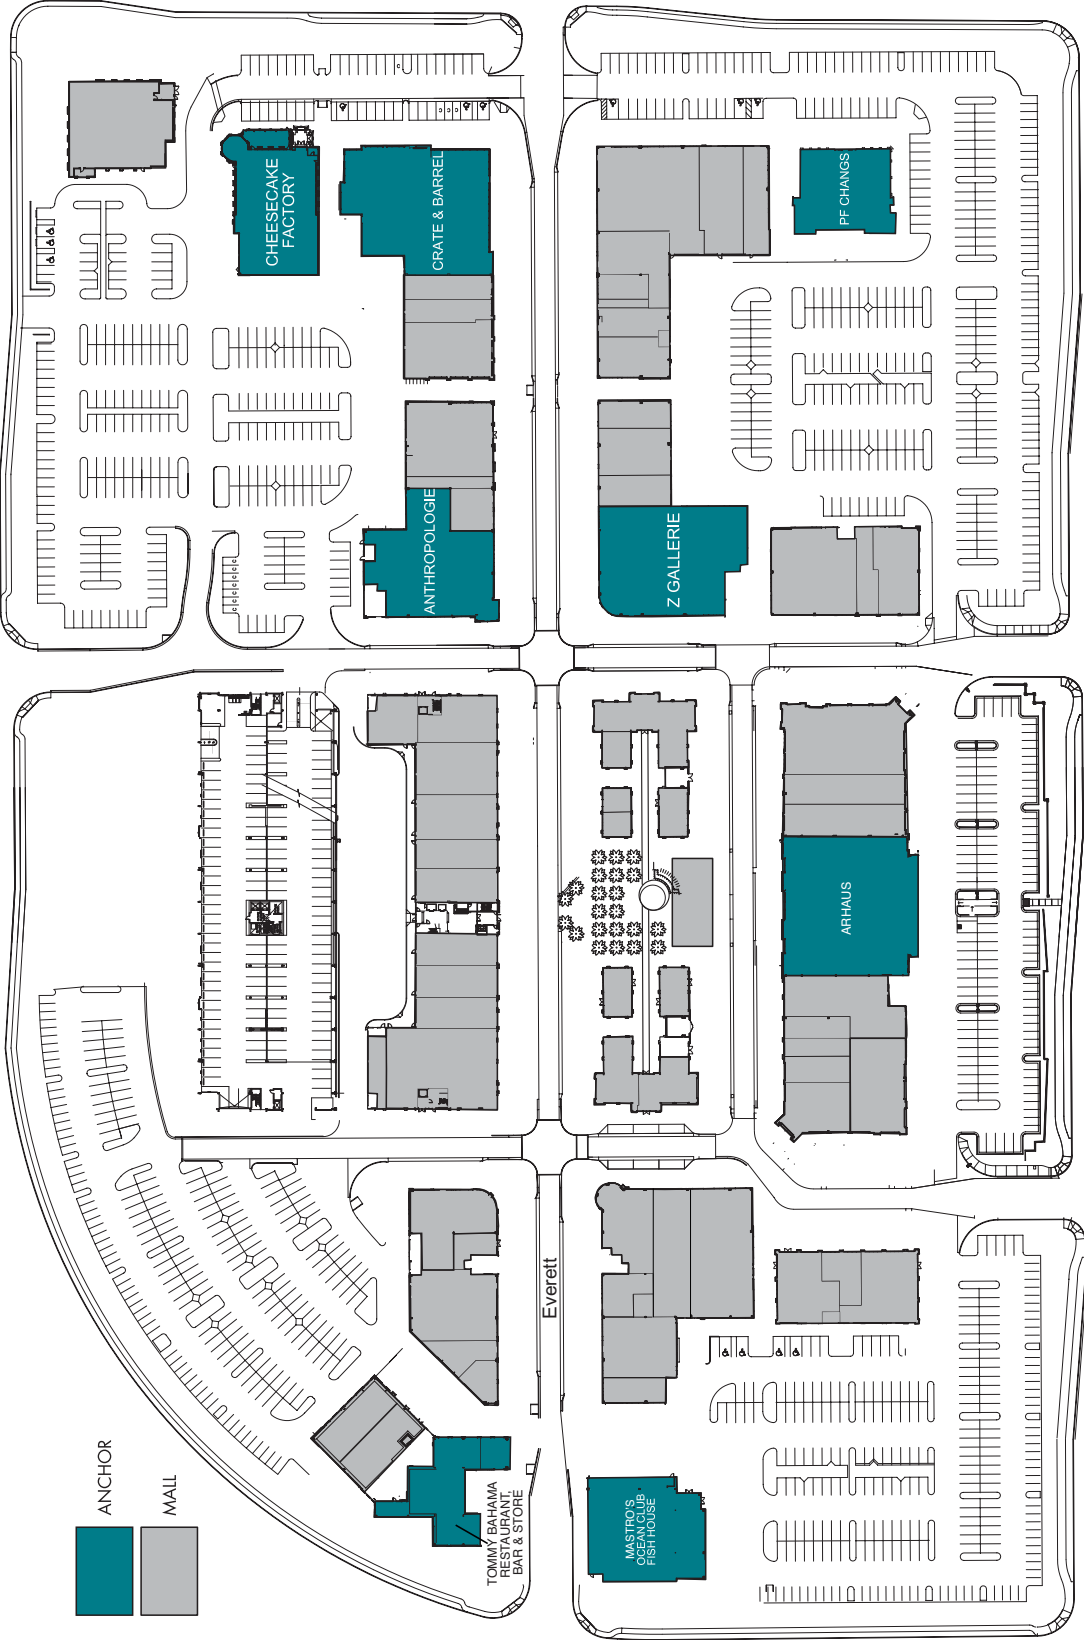 CHEESECAKE
FACTORY
CRATE & BARREL
PF CHANGS
ANTHROPOLOGIE
Z GALLERIE
ARHAUS
Everett
TOMMY BAHAMA
RESTAURANT,
BAR & STORE
MASTRO'S
OCEAN CLUB
FISH HOUSE
ANCHOR
MALL